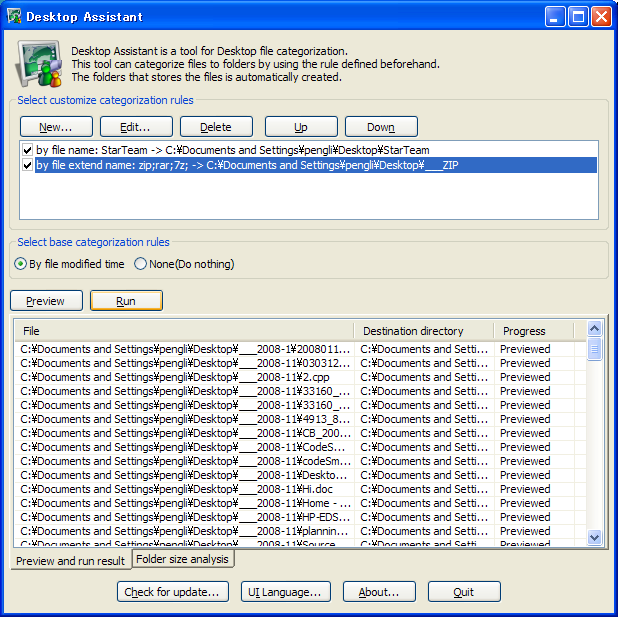 Desktop Assistant
Desktop Assistant is a tool for Desktop file categorization.
This tool can categorize files to folders by using the rule defined beforehand.
The folders that stores the files is automatically created.
Select customize categorization rules
New... Edit... Delete Up Down
by file name: StarTeam -> C:¥Documents and Settings¥pengli¥Desktop¥StarTeam
by file extend name: zip;rar;7z; -> C:¥Documents and Settings¥pengli¥Desktop¥___ZIP
Select base categorization rules
By file modified time None(Do nothing)
Preview Run
File Destination directory Progress
C:¥Documents and Settings¥pengli¥Desktop¥___2008-1¥2008011... C:¥Documents and Setti... Previewed
C:¥Documents and Settings¥pengli¥Desktop¥___2008-11¥030312... C:¥Documents and Setti... Previewed
C:¥Documents and Settings¥pengli¥Desktop¥___2008-11¥2.cpp C:¥Documents and Setti... Previewed
C:¥Documents and Settings¥pengli¥Desktop¥___2008-11¥33160_... C:¥Documents and Setti... Previewed
C:¥Documents and Settings¥pengli¥Desktop¥___2008-11¥33160_... C:¥Documents and Setti... Previewed
C:¥Documents and Settings¥pengli¥Desktop¥___2008-11¥4913_8... C:¥Documents and Setti... Previewed
C:¥Documents and Settings¥pengli¥Desktop¥___2008-11¥CB_200... C:¥Documents and Setti... Previewed
C:¥Documents and Settings¥pengli¥Desktop¥___2008-11¥CodeS... C:¥Documents and Setti... Previewed
C:¥Documents and Settings¥pengli¥Desktop¥___2008-11¥codeSm... C:¥Documents and Setti... Previewed
C:¥Documents and Settings¥pengli¥Desktop¥___2008-11¥Deskto... C:¥Documents and Setti... Previewed
C:¥Documents and Settings¥pengli¥Desktop¥___2008-11¥Hi.doc C:¥Documents and Setti... Previewed
C:¥Documents and Settings¥pengli¥Desktop¥___2008-11¥Home - ... C:¥Documents and Setti... Previewed
C:¥Documents and Settings¥pengli¥Desktop¥___2008-11¥HP-EDS... C:¥Documents and Setti... Previewed
C:¥Documents and Settings¥pengli¥Desktop¥___2008-11¥plannin... C:¥Documents and Setti... Previewed
C:¥Documents and Settings¥pengli¥Desktop¥___2008-11¥Source... C:¥Documents and Setti... Previewed
Preview and run result Folder size analysis
Check for update... UI Language... About... Quit